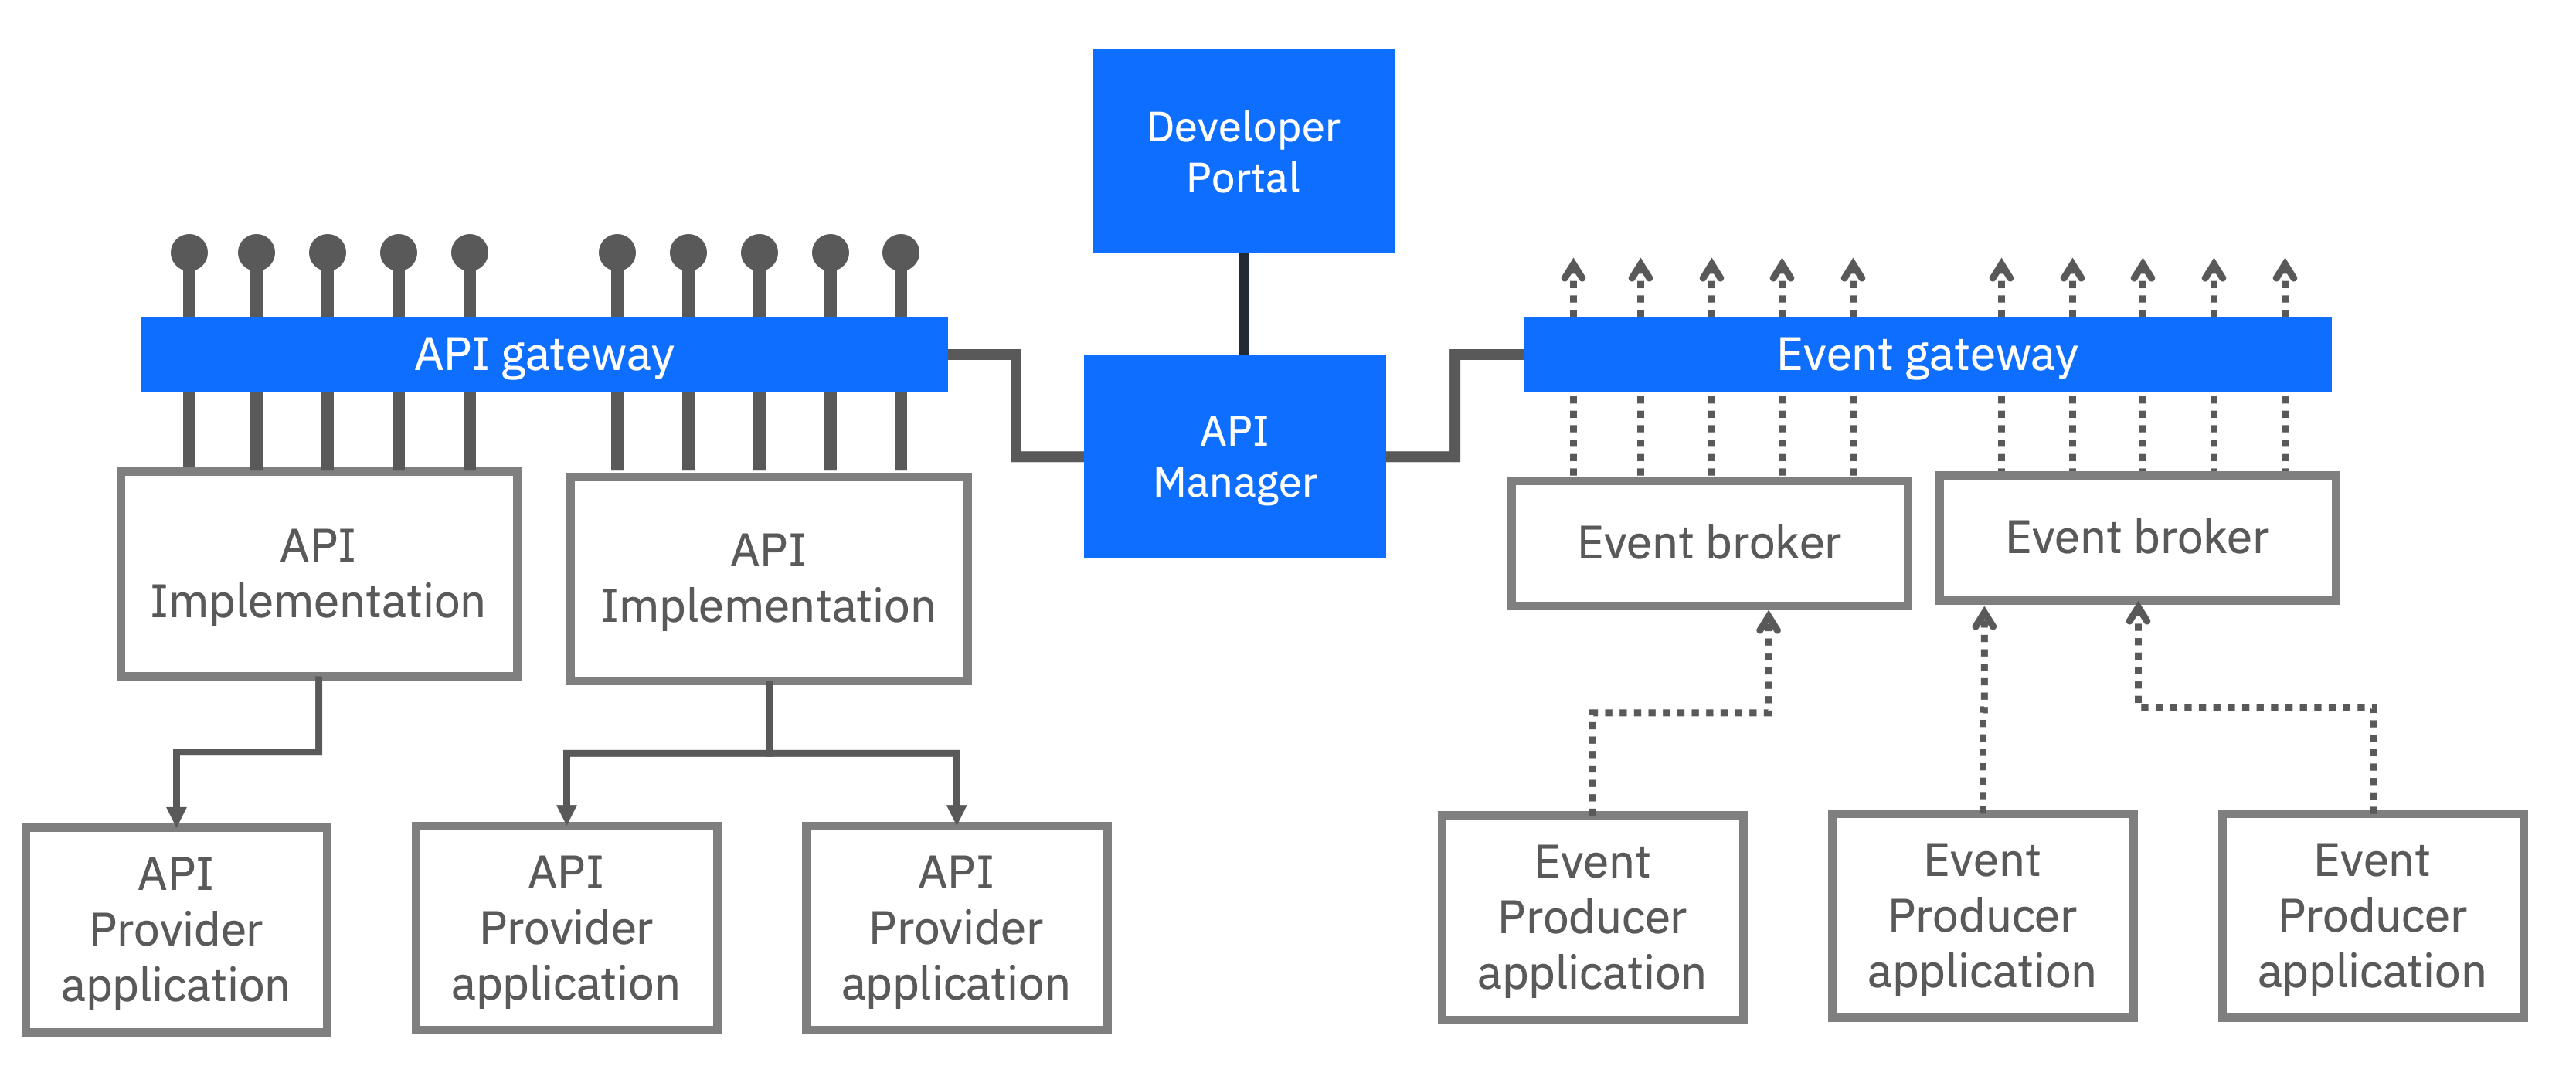 Developer
Portal
API gateway
API
Manager
Event gateway
API
Implementation
API
Implementation
Event broker
Event broker
API
Provider
application
API
Provider
application
API
Provider
application
Event
Producer
application
Event
Producer
application
Event
Producer
application